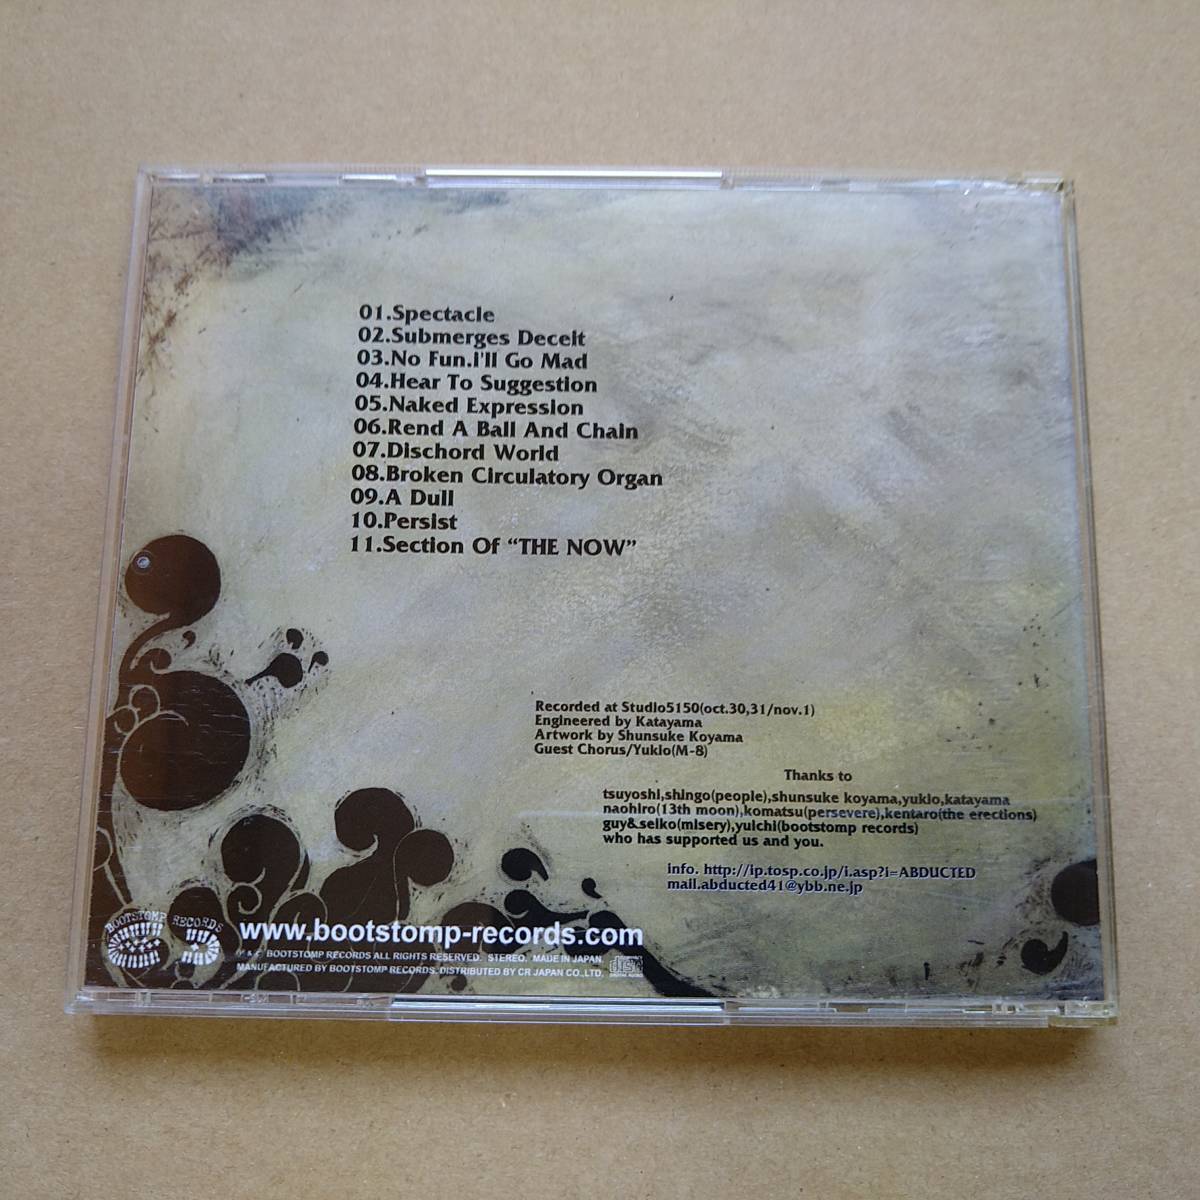 01.Spectacle
02.Submerges Deceit
03.No Fun.I'll Go Mad
04.Hear To Suggestion
05.Naked Expression
06.Rend A Ball And Chain
07.Dischord World
08.Broken Circulatory Organ
09.A Dull
10.Persist
11.Section Of “THE NOW”
Recorded at Studio5150(oct.30,31/nov.1)
Engineered by Katayama
Artwork by Shunsuke Koyama
Guest Chorus/Yukio(M-8)
Thanks to
tsuyoshi,shingo(people),shunsuke koyama,yukio,katayama
naohiro(13th moon),komatsu(persevere),kentaro(the erections)
guy&seiko(misery),yuichi(bootstomp records)
who has supported us and you.
info. http://ip.tosp.co.jp/i.asp?i=ABDUCTED
mail.abducted41@ybb.ne.jp
BOOTSTOMP RECORDS
www.bootstomp-records.com
BOOTSTOMP RECORDS ALL RIGHTS RESERVED. STEREO. MADE IN JAPAN.
MANUFACTURED BY BOOTSTOMP RECORDS. DISTRIBUTED BY CR JAPAN CO.,LTD.
COMPACT
disc
DIGITAL AUDIO